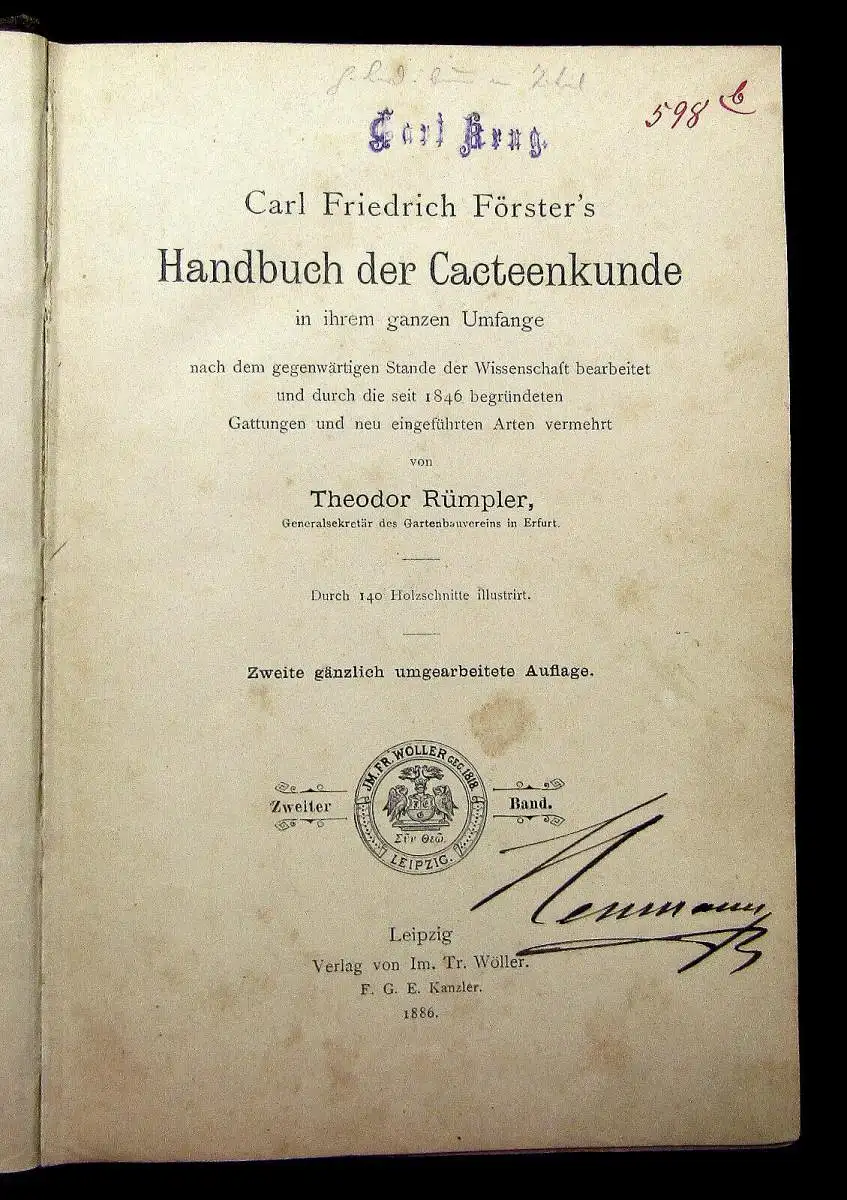 Carl Krug.
598 b
Carl Friedrich Förster's
Handbuch der Cacteenkunde
in ihrem ganzen Umfange
nach dem gegenwärtigen Stande der Wissenschaft bearbeitet
und durch die seit 1846 begründeten
Gattungen und neu eingeführten Arten vermehrt
von
Theodor Rümpler,
Generalsekretär des Gartenbauvereins in Erfurt.
Durch 140 Holzschnitte illustrirt.
Zweite gänzlich umgearbeitete Auflage.
JM. FR. WÖLLER GEG. 1818.
Zweiter Band.
Σὺν Θεῷ.
LEIPZIG.
Leipzig
Verlag von Im. Tr. Wöller.
F. G. E. Kanzler.
1886.